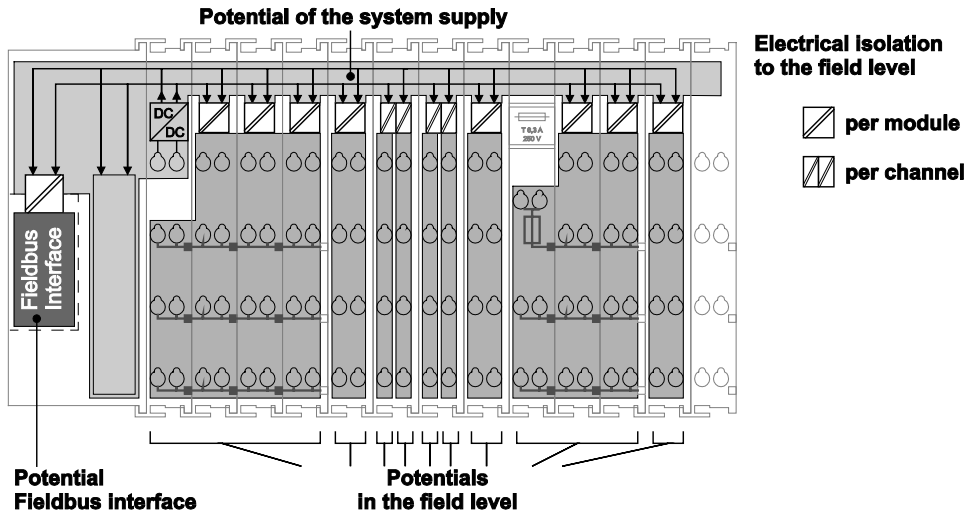 Potential of the system supply
Electrical isolation
to the field level
per module
per channel
DC
DC
T 6,3 A
250 V
Fieldbus
Interface
Potential
Fieldbus interface
Potentials
in the field level